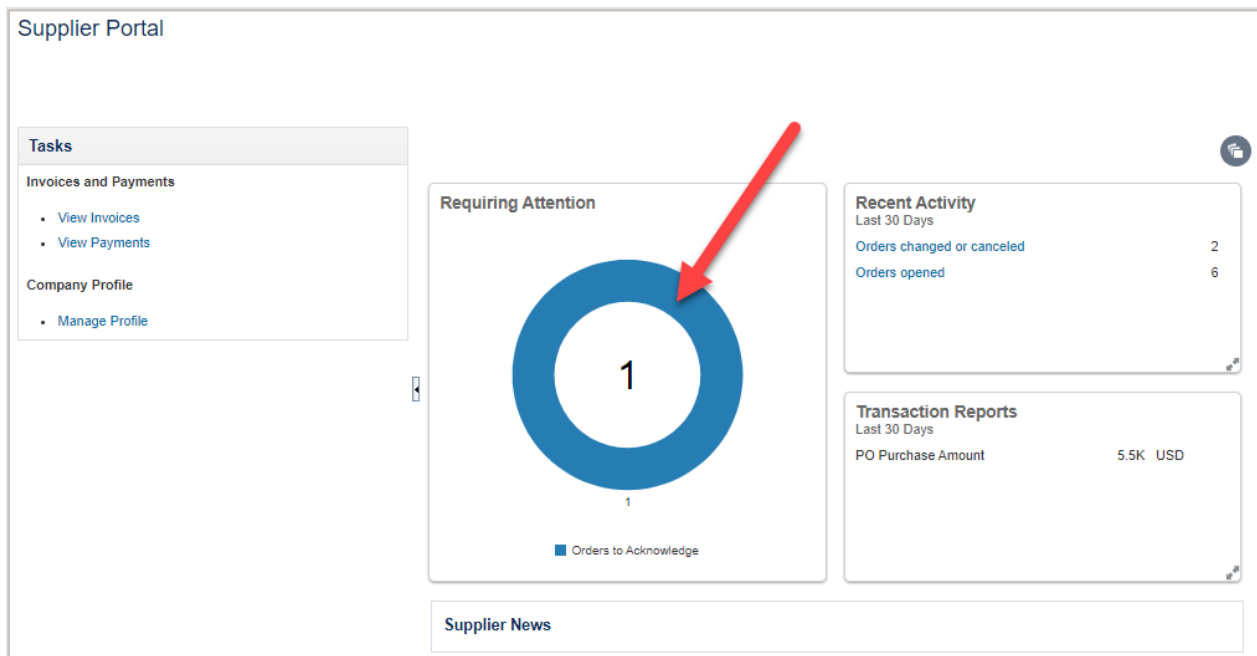 Supplier Portal
Tasks
Invoices and Payments
View Invoices
View Payments
Company Profile
Manage Profile
Requiring Attention
1
1
Orders to Acknowledge
Recent Activity
Last 30 Days
Orders changed or canceled 2
Orders opened 6
Transaction Reports
Last 30 Days
PO Purchase Amount 5.5K USD
Supplier News